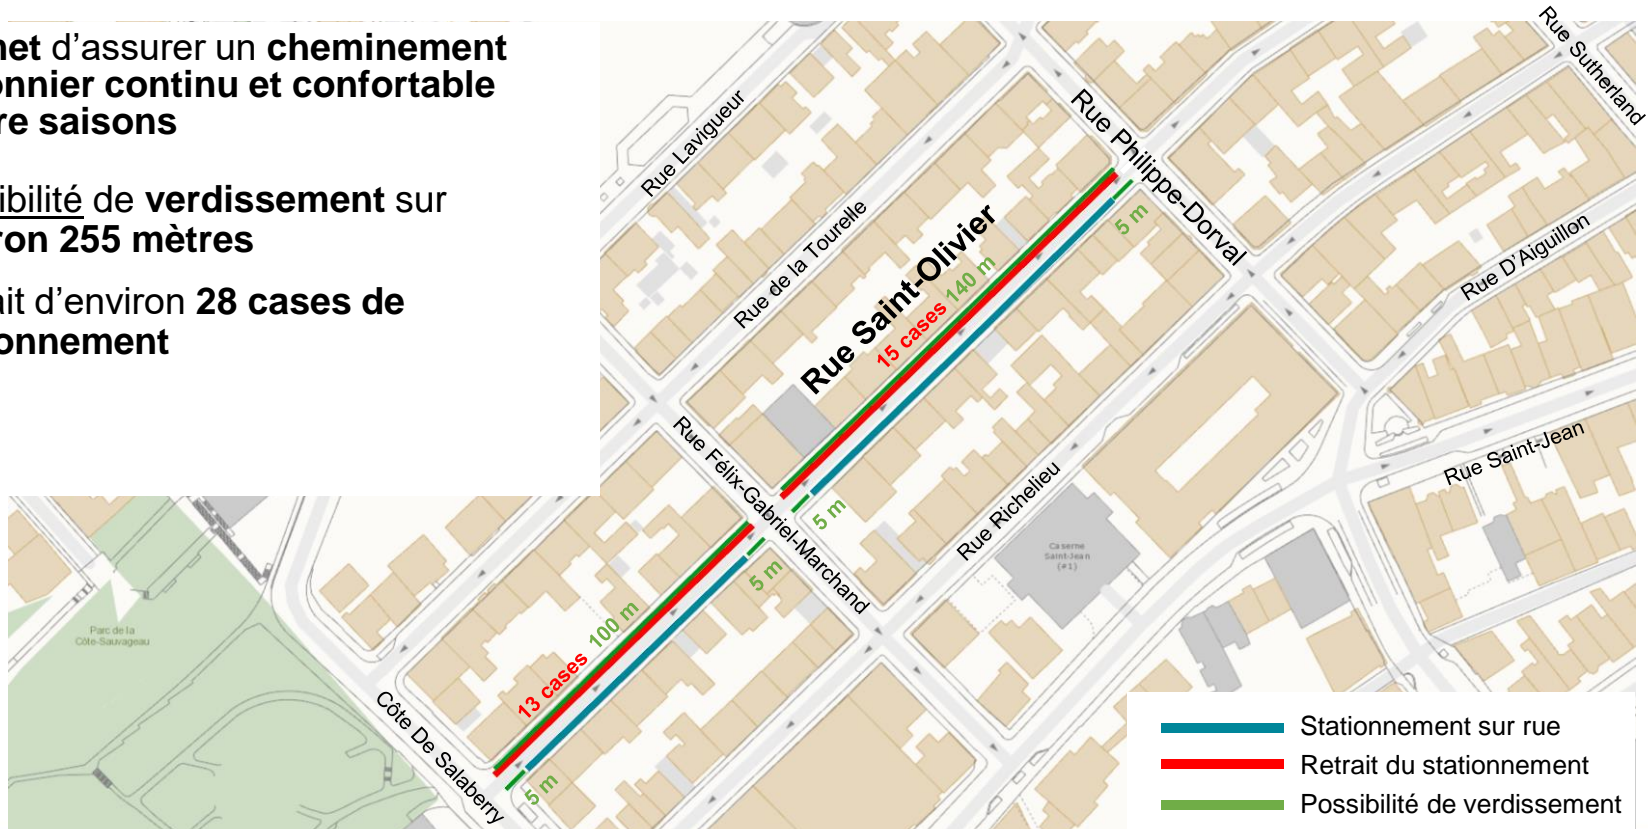 net d'assurer un cheminement
onnier continu et confortable
re saisons
ibilité de verdissement sur
ron 255 mètres
ait d'environ 28 cases de
onnement
Rue Sutherland
Rue Lavigueur
Rue Philippe-Dorval
Rue de la Tourelle
5 m
Rue D'Aiguillon
Rue Saint-Olivier
15 cases 140 m
Rue Saint-Jean
Rue Félix-Gabriel-Marchand
5 m
Rue Richelieu
Caserne
Saint-Jean
(#1)
5 m
Parc de la
Côte-Sauvageau
13 cases 100 m
Côte De Salaberry
5 m
Stationnement sur rue
Retrait du stationnement
Possibilité de verdissement